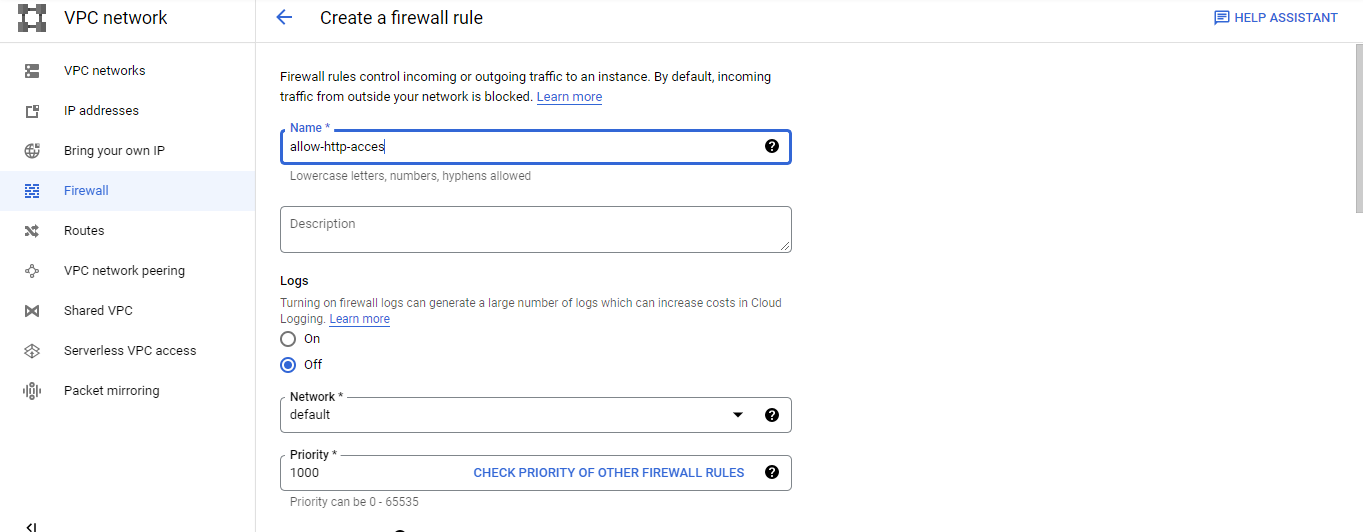 VPC network
Create a firewall rule
HELP ASSISTANT
VPC networks
IP addresses
Bring your own IP
Firewall
Routes
VPC network peering
Shared VPC
Serverless VPC access
Packet mirroring
Firewall rules control incoming or outgoing traffic to an instance. By default, incoming
traffic from outside your network is blocked. Learn more
Name *
allow-http-acces
Lowercase letters, numbers, hyphens allowed
Description
Logs
Turning on firewall logs can generate a large number of logs which can increase costs in Cloud
Logging. Learn more
On
Off
Network *
default
Priority *
1000 CHECK PRIORITY OF OTHER FIREWALL RULES
Priority can be 0 - 65535